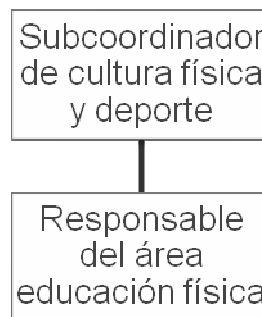 Subcoordinador
de cultura física
y deporte
Responsable
del área
educación física